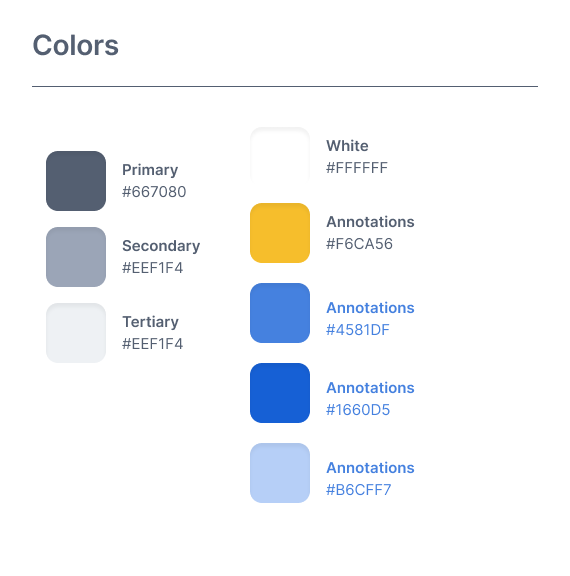 Colors
Primary
#667080
Secondary
#EEF1F4
Tertiary
#EEF1F4
White
#FFFFFF
Annotations
#F6CA56
Annotations
#4581DF
Annotations
#1660D5
Annotations
#B6CFF7